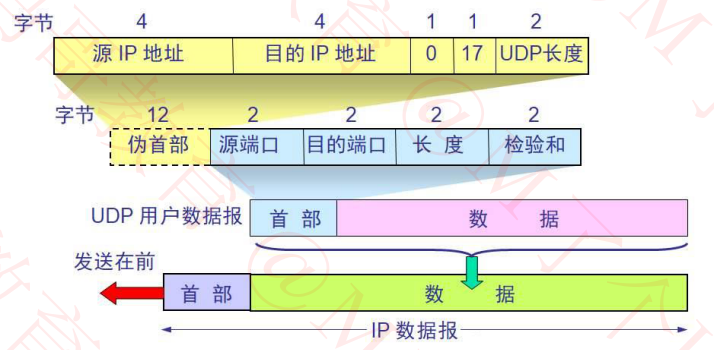 字节 4 4 1 1 2
源 IP 地址 目的 IP 地址 0 17 UDP长度
字节 12 2 2 2 2
伪首部 源端口 目的端口 长 度 检验和
UDP 用户数据报 首 部 数 据
发送在前
首 部 数 据
IP 数据报